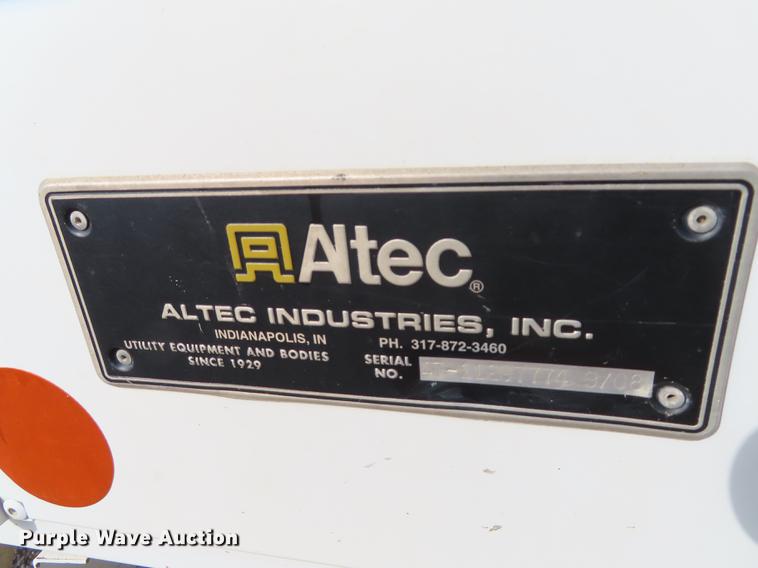 Altec®
ALTEC INDUSTRIES, INC.
INDIANAPOLIS, IN PH. 317-872-3460
UTILITY EQUIPMENT AND BODIES
SINCE 1929
SERIAL
NO.
Purple Wave Auction